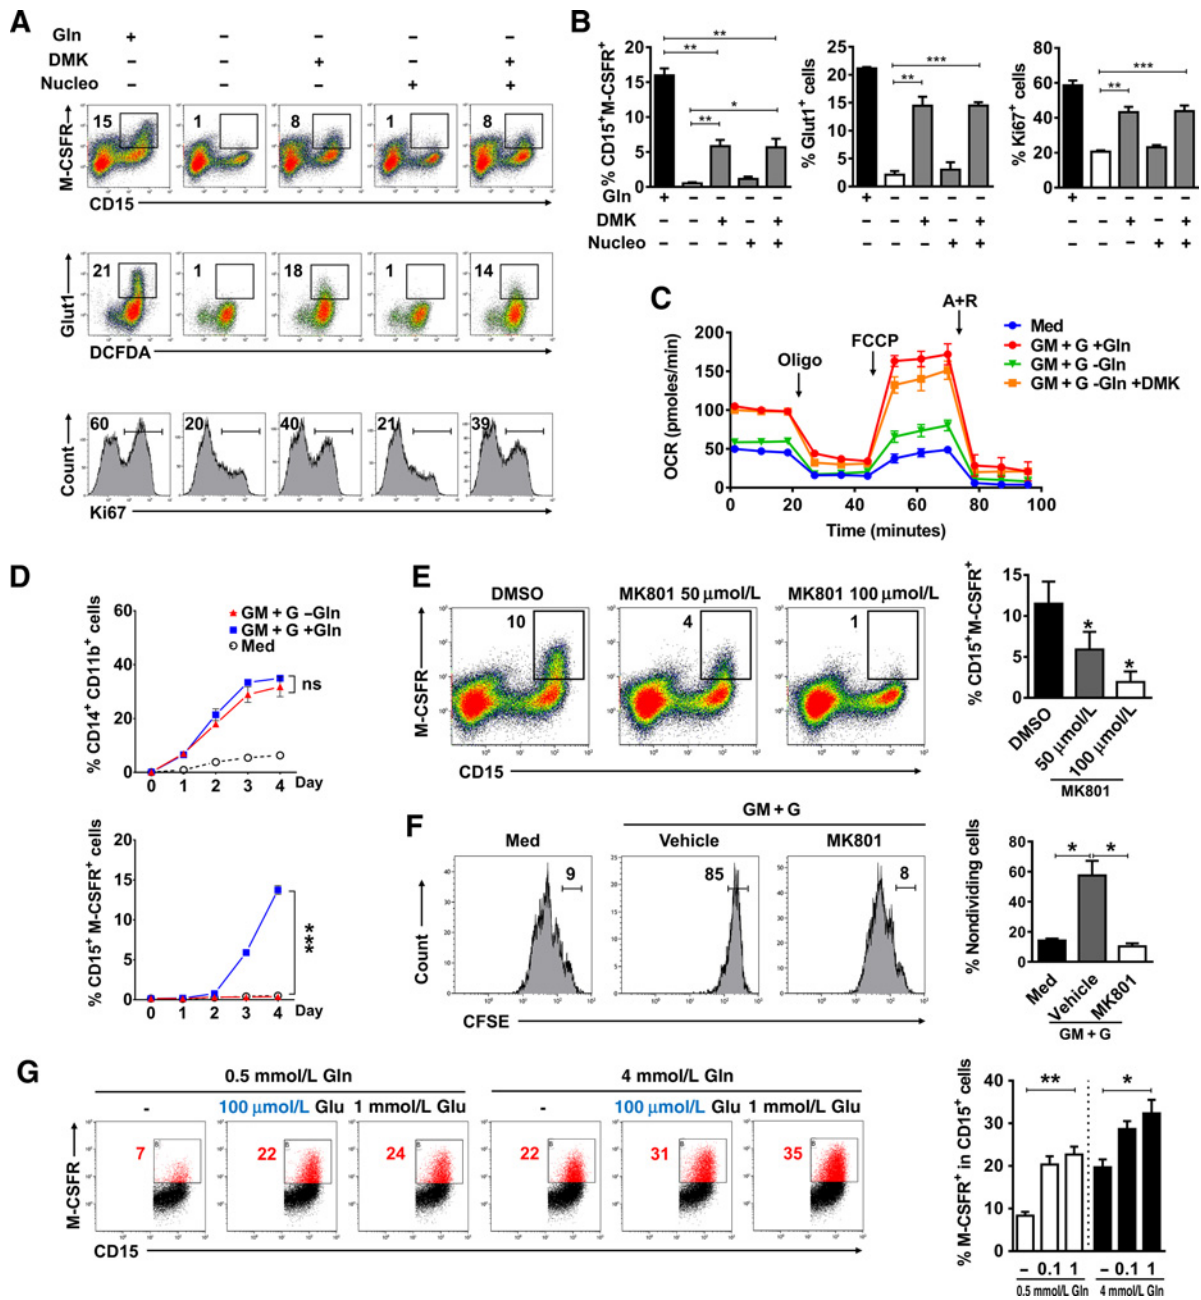 A
Gln + – – – –
DMK – – + – +
Nucleo – – – + +
M-CSFR
15 1 8 1 8
CD15
Glut1
21 1 18 1 14
DCFDA
Count
60 20 40 21 39
Ki67
B
% CD15+M-CSFR+
20
15
10
5
0
** ** ** *
% Glut1+ cells
25
20
15
10
5
0
** ***
% Ki67+ cells
80
60
40
20
0
** ***
Gln + – – – – + – – – – + – – – –
DMK – – + – + – – + – + – – + – +
Nucleo – – – + + – – – + + – – – + +
C
OCR (pmoles/min)
200
150
100
50
0
Oligo
FCCP
A+R
Med
GM + G +Gln
GM + G -Gln
GM + G -Gln +DMK
0 20 40 60 80 100
Time (minutes)
D
% CD14+ CD11b+ cells
60
40
20
0
GM + G –Gln
GM + G +Gln
Med
ns
0 1 2 3 4 Day
% CD15+ M-CSFR+ cells
20
15
10
5
0
***
0 1 2 3 4 Day
E
DMSO MK801 50 μmol/L MK801 100 μmol/L
M-CSFR
10 4 1
CD15
% CD15+M-CSFR+
15
10
5
0
* *
DMSO
50 μmol/L
100 μmol/L
MK801
F
GM + G
Med Vehicle MK801
Count
9 85 8
CFSE
% Nondividing cells
80
60
40
20
0
* *
Med
Vehicle
MK801
GM + G
G
0.5 mmol/L Gln 4 mmol/L Gln
- 100 μmol/L Glu 1 mmol/L Glu - 100 μmol/L Glu 1 mmol/L Glu
M-CSFR
7 22 24 22 31 35
CD15
% M-CSFR+ in CD15+ cells
40
30
20
10
0
** *
– 0.1 1 – 0.1 1
0.5 mmol/L Gln 4 mmol/L Gln